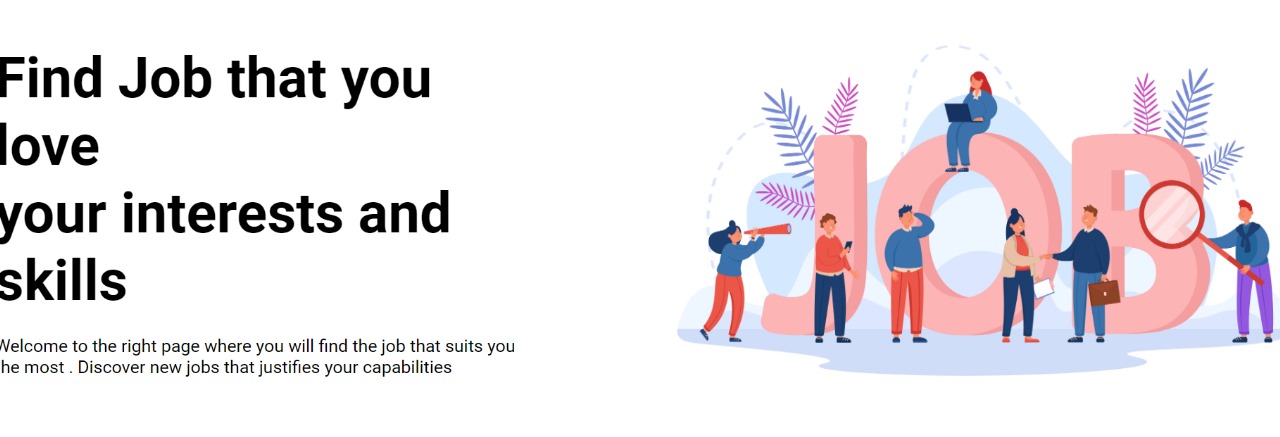 Find Job that you
love
your interests and
skills
Welcome to the right page where you will find the job that suits you
the most . Discover new jobs that justifies your capabilities
JOB